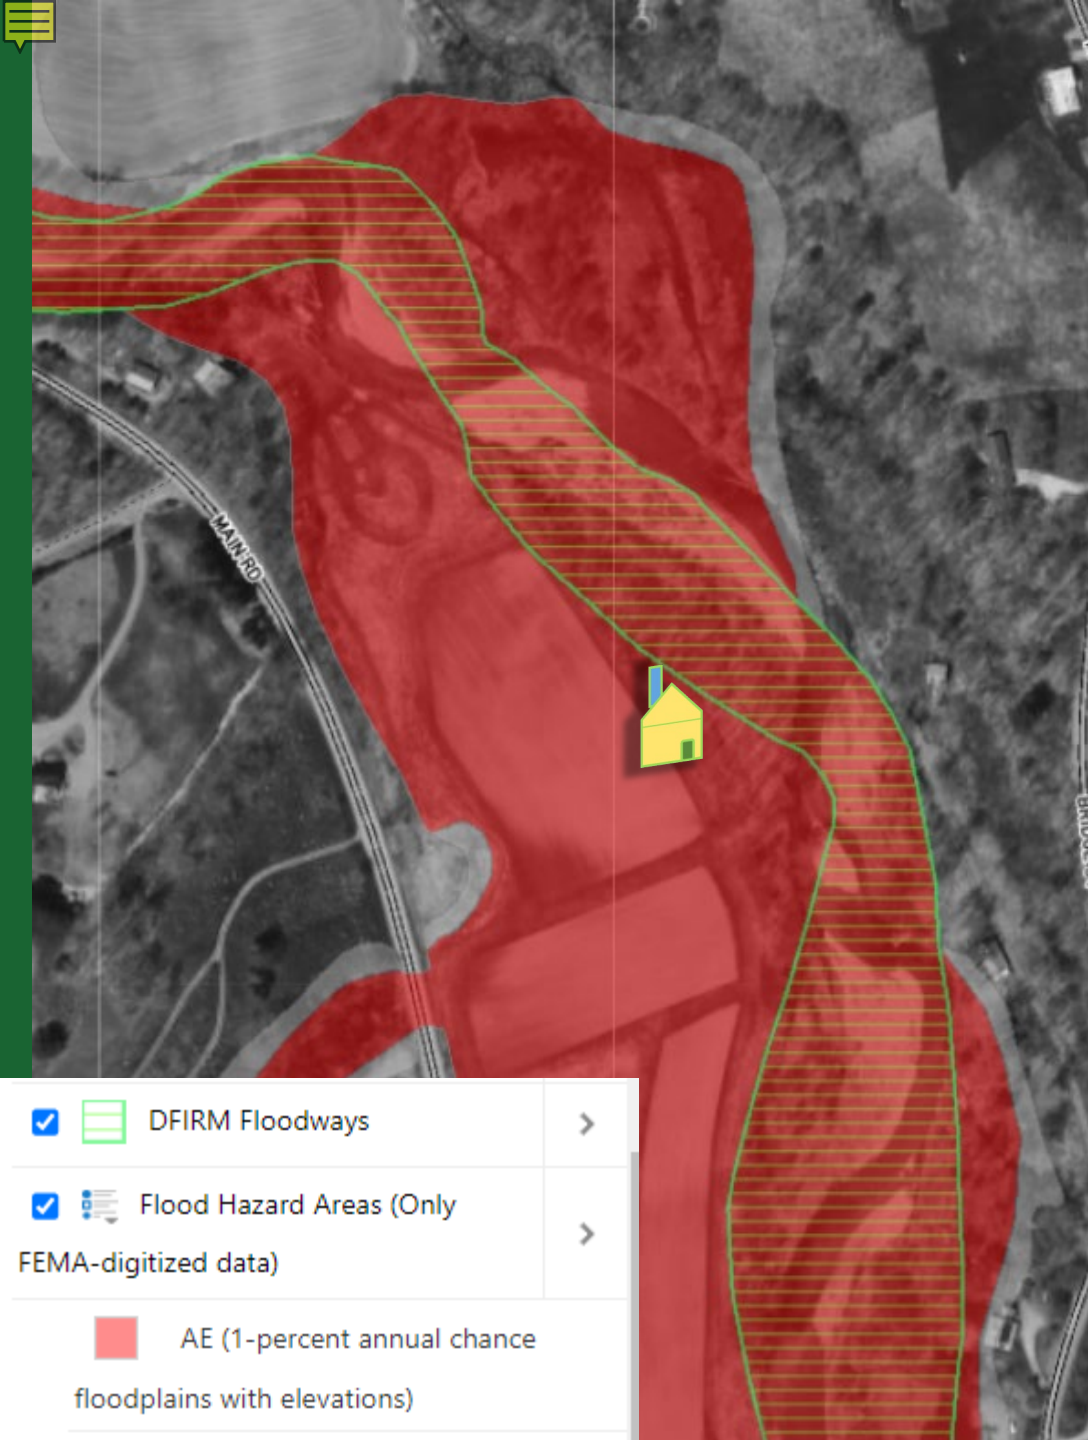 MAIN RD
DFIRM Floodways
Flood Hazard Areas (Only
FEMA-digitized data)
AE (1-percent annual chance
floodplains with elevations)